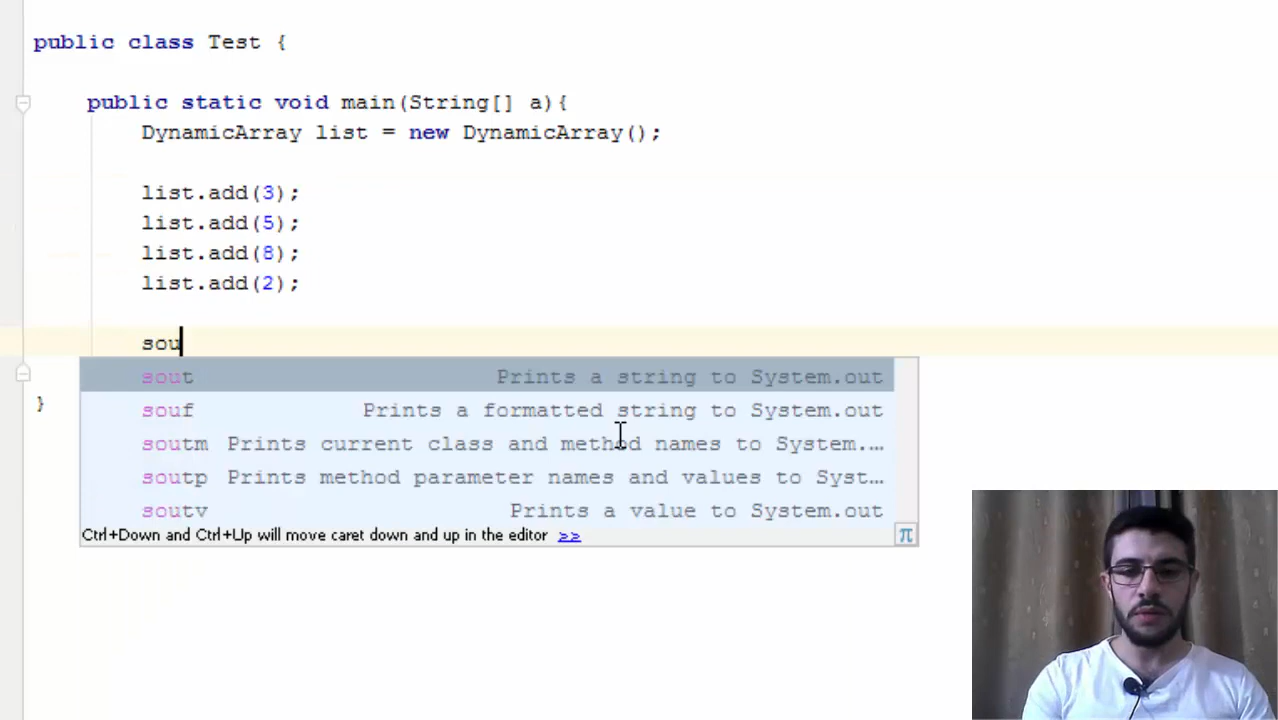 public class Test {
public static void main(String[] a){
DynamicArray list = new DynamicArray();
list.add(3);
list.add(5);
list.add(8);
list.add(2);
sou
sout Prints a string to System.out
souf Prints a formatted string to System.out
soutm Prints current class and method names to System.…
soutp Prints method parameter names and values to Syst…
soutv Prints a value to System.out
Ctrl+Down and Ctrl+Up will move caret down and up in the editor >>
π
}